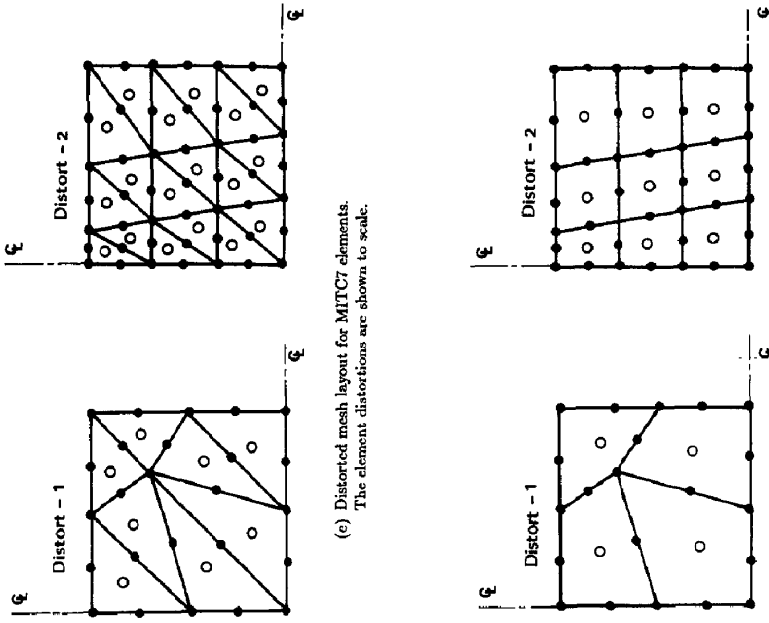 Distort - 1
Distort - 2
℄
℄
℄
℄
(c) Distorted mesh layout for MITC7 elements.
The element distortions are shown to scale.
Distort - 1
Distort - 2
℄
℄
℄
℄